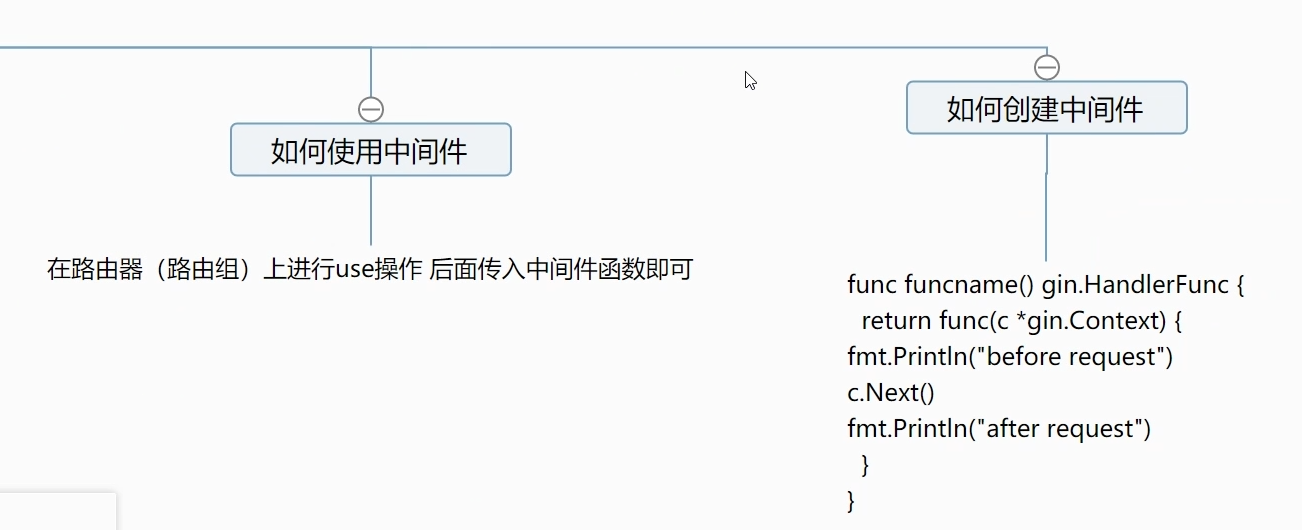 如何使用中间件
在路由器（路由组）上进行use操作 后面传入中间件函数即可
如何创建中间件
func funcname() gin.HandlerFunc {
  return func(c *gin.Context) {
fmt.Println("before request")
c.Next()
fmt.Println("after request")
  }
}